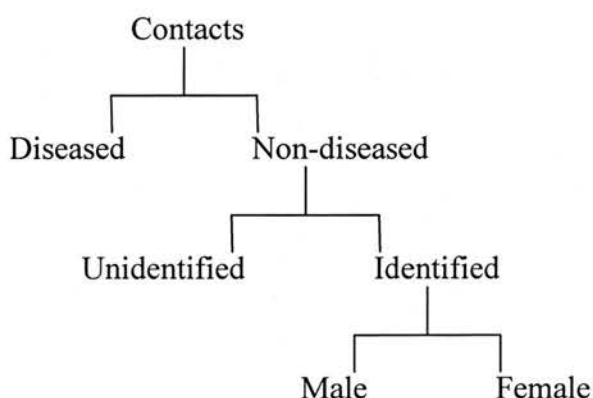 Contacts
Diseased Non-diseased
Unidentified Identified
Male Female